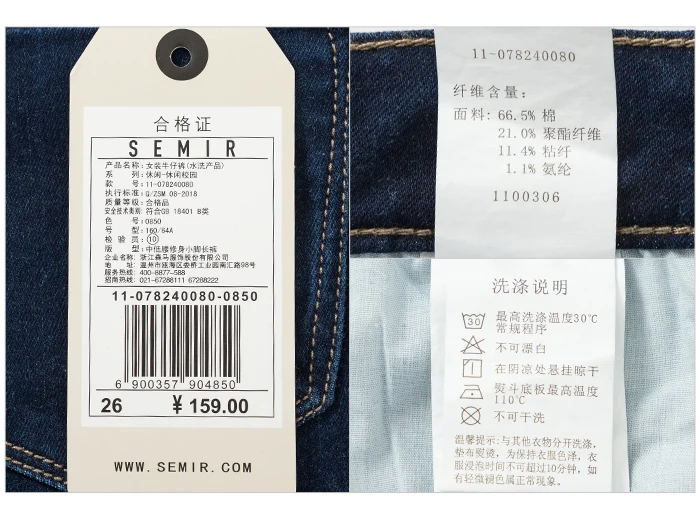 合格证
SEMIR
产品名称:女装牛仔裤(水洗产品)
系 列:休闲-休闲校园
款 号:11-078240080
执行标准:Q/ZSM 08-2018
质量等级:合格品
安全技术类别:符合GB 18401 B类
色 号:0850
号 型:160/64A
检 验 员:⑩
版 型:中低腰修身小脚长裤
企业名称:浙江森马服饰股份有限公司
地 址:温州市瓯海区娄桥工业园南汇路98号
服务热线:400-8877-588
招商热线:021-67288111 67288222
11-078240080-0850
6 900357 904850
26 ¥159.00
WWW.SEMIR.COM
11-078240080
纤维含量:
面料: 66.5% 棉
21.0% 聚酯纤维
11.4% 粘纤
1.1% 氨纶
1100306
洗涤说明
30 最高洗涤温度30℃
常规程序
不可漂白
在阴凉处悬挂晾干
熨斗底板最高温度
110℃
不可干洗
温馨提示:与其他衣物分开洗涤,
垫布熨烫,为保持衣服色泽,衣
服浸泡时间不可超过10分钟,如
有轻微褪色属正常现象。